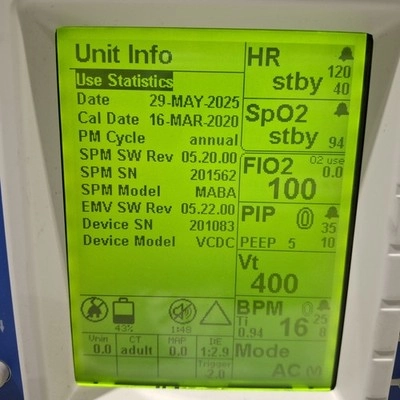 Unit Info
Use Statistics
Date 29-MAY-2025
Cal Date 16-MAR-2020
PM Cycle annual
SPM SW Rev 05.20.00
SPM SN 201562
SPM Model MABA
EMV SW Rev 05.22.00
Device SN 201083
Device Model VCDC
HR
stby 120
40
SpO2
stby 94
FIO2 O2 use
0.0
100
PIP 0
35
PEEP 5 10
Vt
400
BPM 0 25
Ti
0.94 16 0
Mode
AC M
43% 1:48
Vmin CT MAP I:E
0.0 adult 0.0 1:2.9
Trigger
-2.0